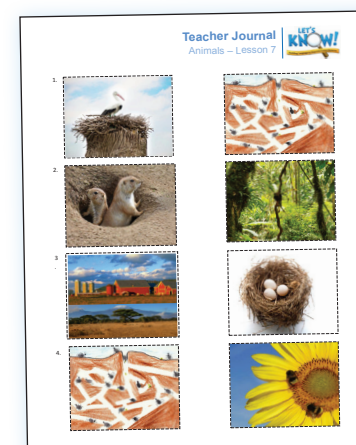 Teacher Journal
Animals – Lesson 7
LET'S
KNOW!
1.
2.
3
4.